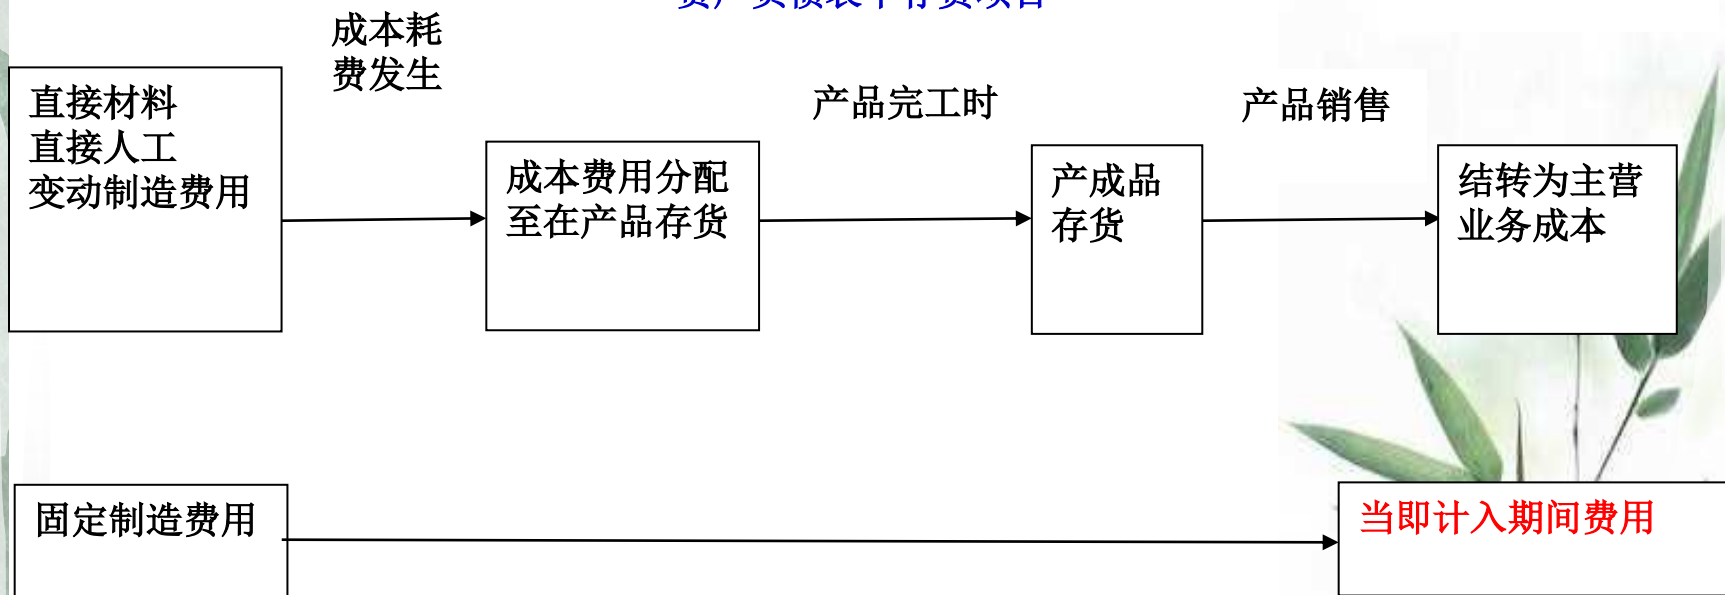 成本耗
费发生
直接材料
直接人工
变动制造费用
产品完工时
产品销售
成本费用分配
至在产品存货
产成品
存货
结转为主营
业务成本
固定制造费用
当即计入期间费用